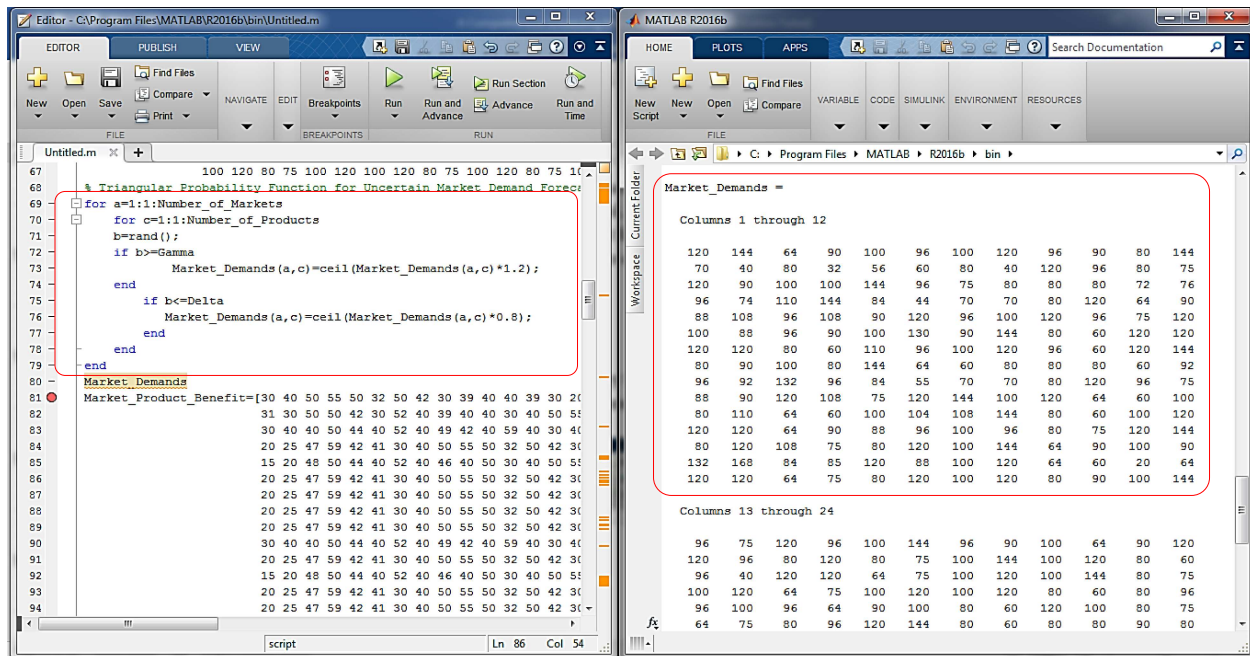 Editor - C:\Program Files\MATLAB\R2016b\bin\Untitled.m
EDITOR PUBLISH VIEW
New Open Save
Find Files
Compare
Print
NAVIGATE EDIT Breakpoints Run Run and Advance Run Section Advance Run and Time
FILE BREAKPOINTS RUN
Untitled.m
67 100 120 80 75 100 120 100 120 80 75 100 120 80 75 10
68 % Triangular Probability Function for Uncertain Market Demand Foreca
69 for a=1:1:Number_of_Markets
70 for c=1:1:Number_of_Products
71 b=rand();
72 if b>=Gamma
73 Market_Demands(a,c)=ceil(Market_Demands(a,c)*1.2);
74 end
75 if b<=Delta
76 Market_Demands(a,c)=ceil(Market_Demands(a,c)*0.8);
77 end
78 end
79 end
80 Market_Demands
81 Market_Product_Benefit=[30 40 50 55 50 32 50 42 30 39 40 40 39 30 20
82 31 30 50 50 42 30 52 40 39 40 40 30 40 50 55
83 30 40 40 50 44 40 52 40 49 42 40 59 40 30 40
84 20 25 47 59 42 41 30 40 50 55 50 32 50 42 30
85 15 20 48 50 44 40 52 40 46 40 50 30 40 50 55
86 20 25 47 59 42 41 30 40 50 55 50 32 50 42 30
87 20 25 47 59 42 41 30 40 50 55 50 32 50 42 30
88 20 25 47 59 42 41 30 40 50 55 50 32 50 42 30
89 20 25 47 59 42 41 30 40 50 55 50 32 50 42 30
90 30 40 40 50 44 40 52 40 49 42 40 59 40 30 40
91 20 25 47 59 42 41 30 40 50 55 50 32 50 42 30
92 15 20 48 50 44 40 52 40 46 40 50 30 40 50 55
93 20 25 47 59 42 41 30 40 50 55 50 32 50 42 30
94 20 25 47 59 42 41 30 40 50 55 50 32 50 42 30
script Ln 86 Col 54
MATLAB R2016b
HOME PLOTS APPS Search Documentation
New Script New Open
Find Files
Compare
VARIABLE CODE SIMULINK ENVIRONMENT RESOURCES
FILE
C: Program Files MATLAB R2016b bin
Current Folder
Workspace
Market_Demands =
Columns 1 through 12
120 144 64 90 100 96 100 120 96 90 80 144
70 40 80 32 56 60 80 40 120 96 80 75
120 90 100 100 144 96 75 80 80 80 72 76
96 74 110 144 84 44 70 70 80 120 64 90
88 108 96 108 90 120 96 100 120 96 75 120
100 88 96 90 100 130 90 144 80 60 120 120
120 120 80 60 110 96 100 120 96 60 120 144
80 90 100 80 144 64 60 80 80 80 60 92
96 92 132 96 84 55 70 70 80 120 96 75
88 90 120 108 75 120 144 100 120 64 60 100
80 110 64 60 100 104 108 144 80 60 100 120
120 120 64 90 88 96 100 96 80 75 120 144
80 120 108 75 80 120 100 144 64 90 100 90
132 168 84 85 120 88 100 120 64 60 20 64
120 120 64 75 80 120 100 120 80 90 100 144
Columns 13 through 24
96 75 120 96 100 144 96 90 100 64 90 120
120 96 80 120 80 75 100 144 100 120 80 60
96 40 120 120 64 75 100 120 100 144 80 75
100 120 64 75 100 120 100 120 80 60 80 96
96 100 96 64 90 100 80 60 120 100 80 75
64 75 80 96 120 144 80 60 80 80 90 80
fx